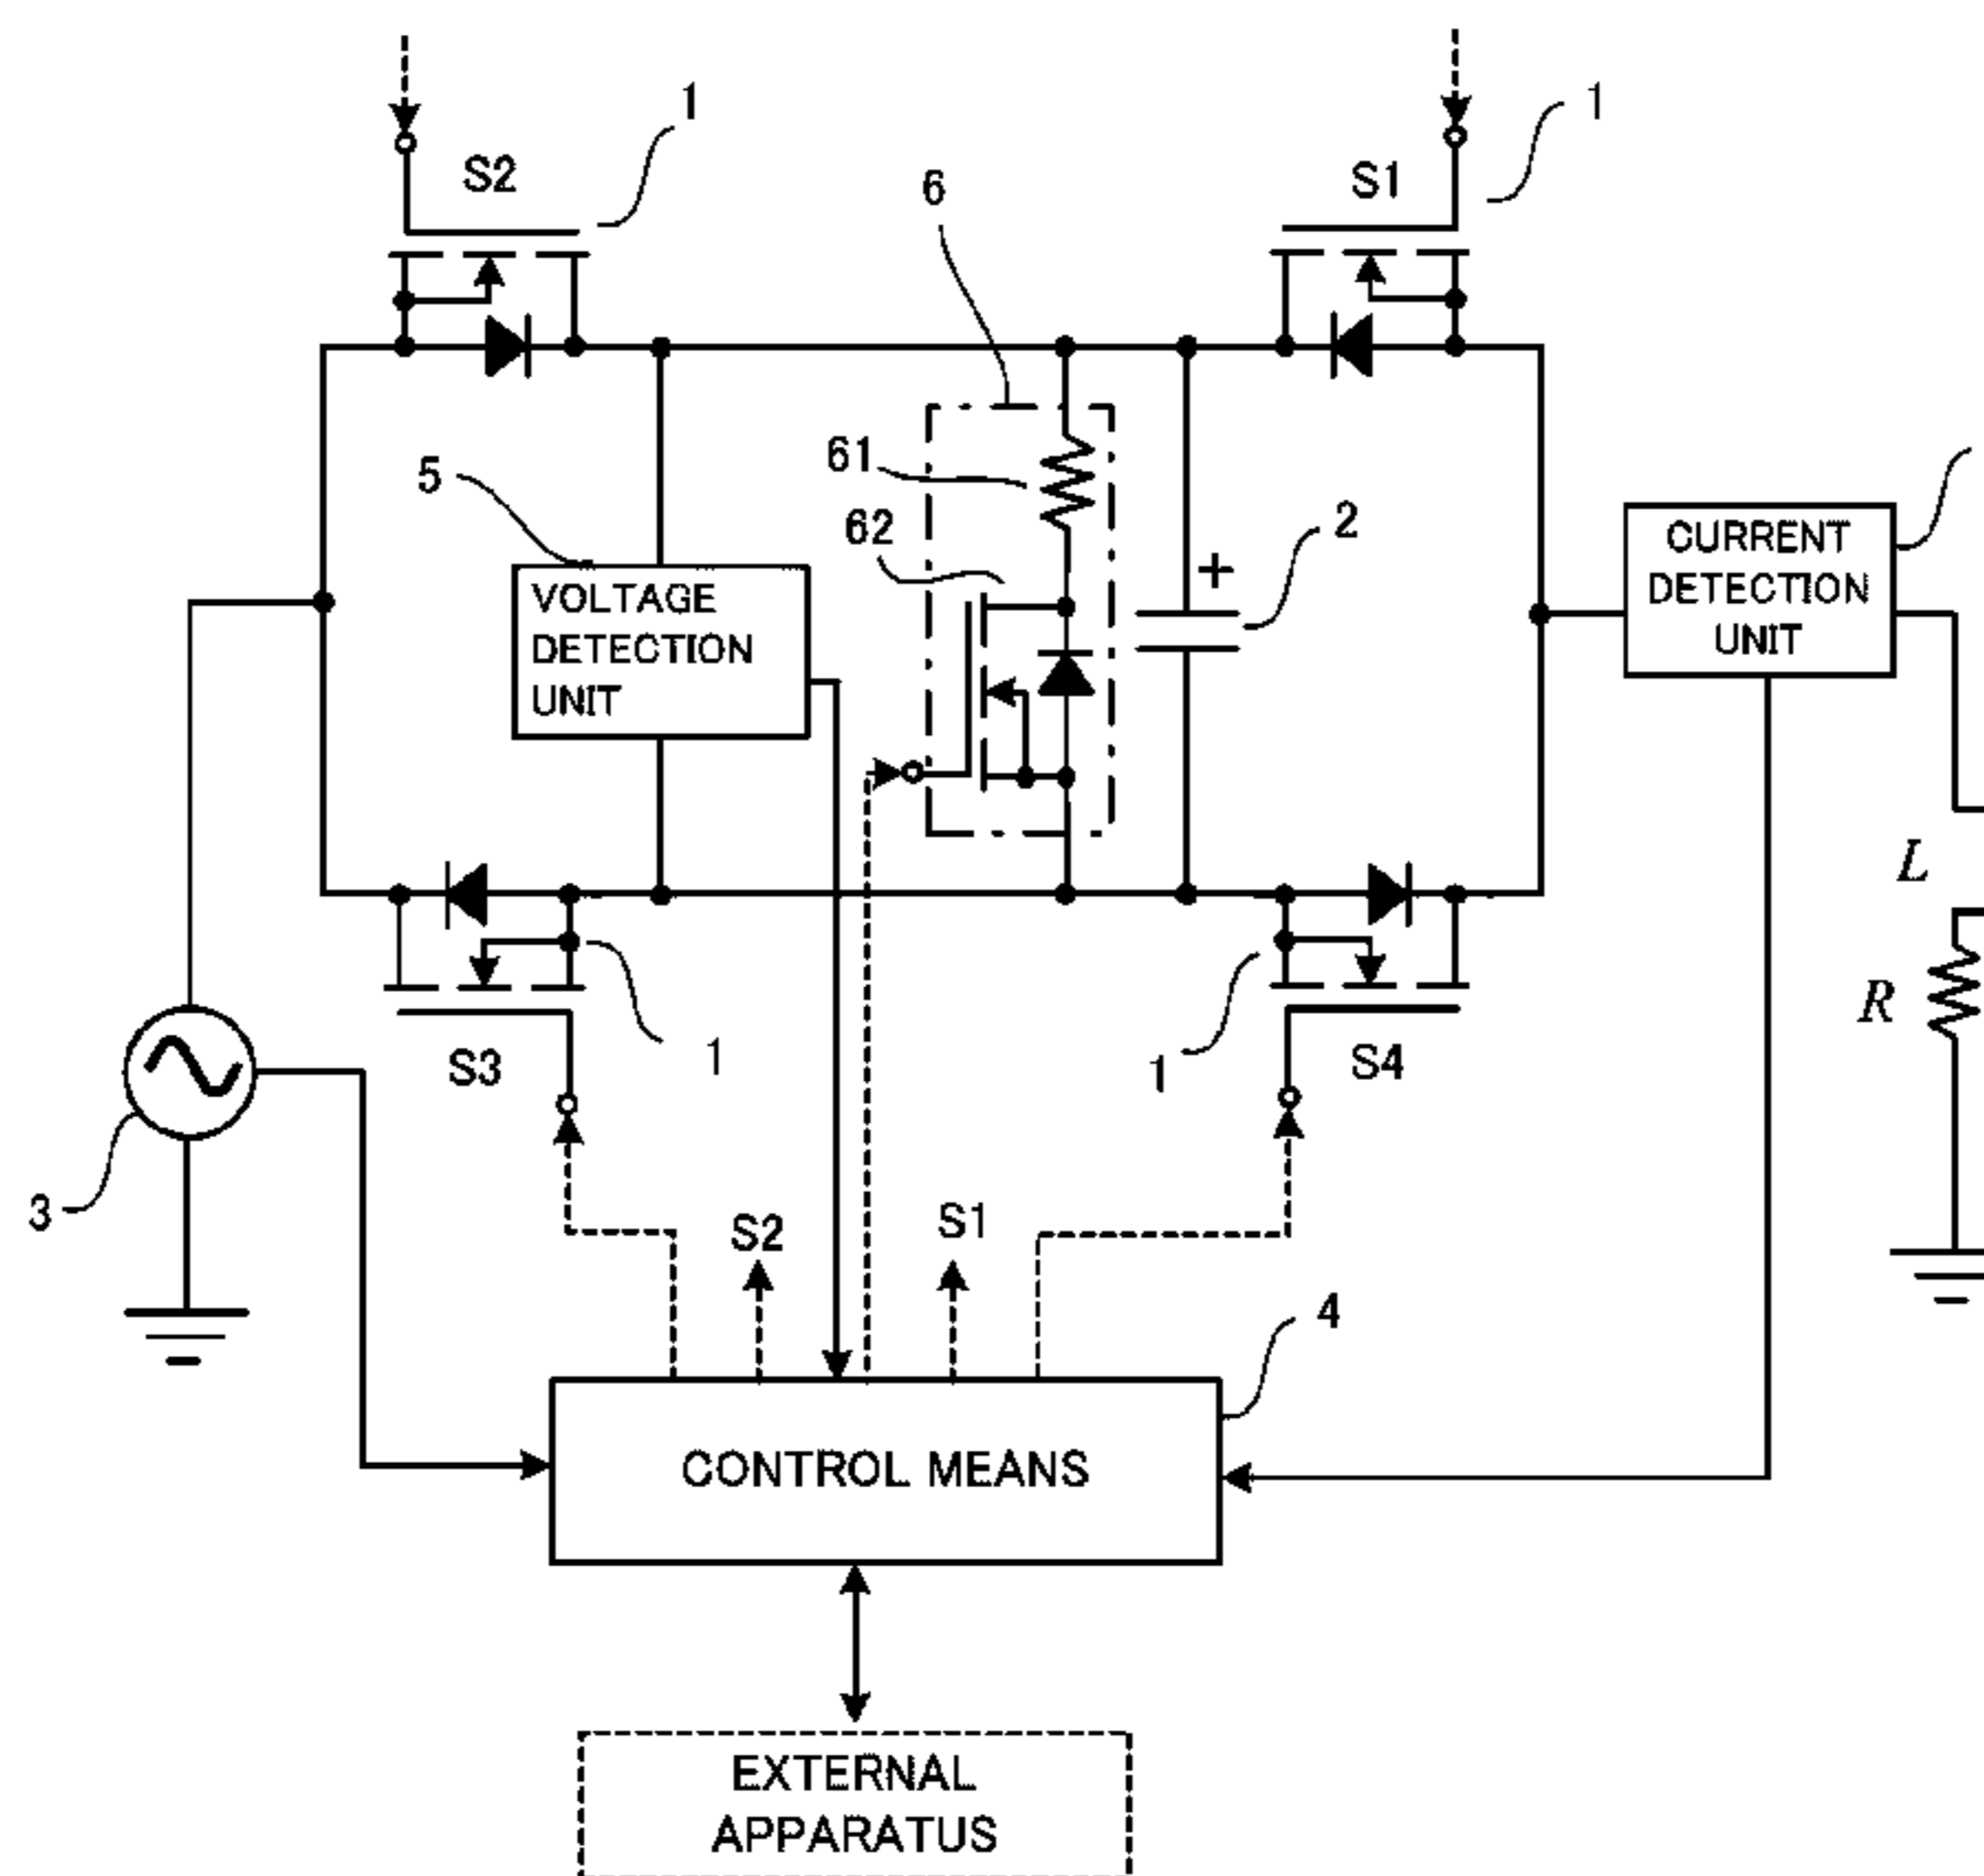 1
1
S2
S1
6
61
5
62
2
+
CURRENT
DETECTION
UNIT
VOLTAGE
DETECTION
UNIT
L
R
S3
1
1
S4
3
S2
S1
4
CONTROL MEANS
EXTERNAL
APPARATUS